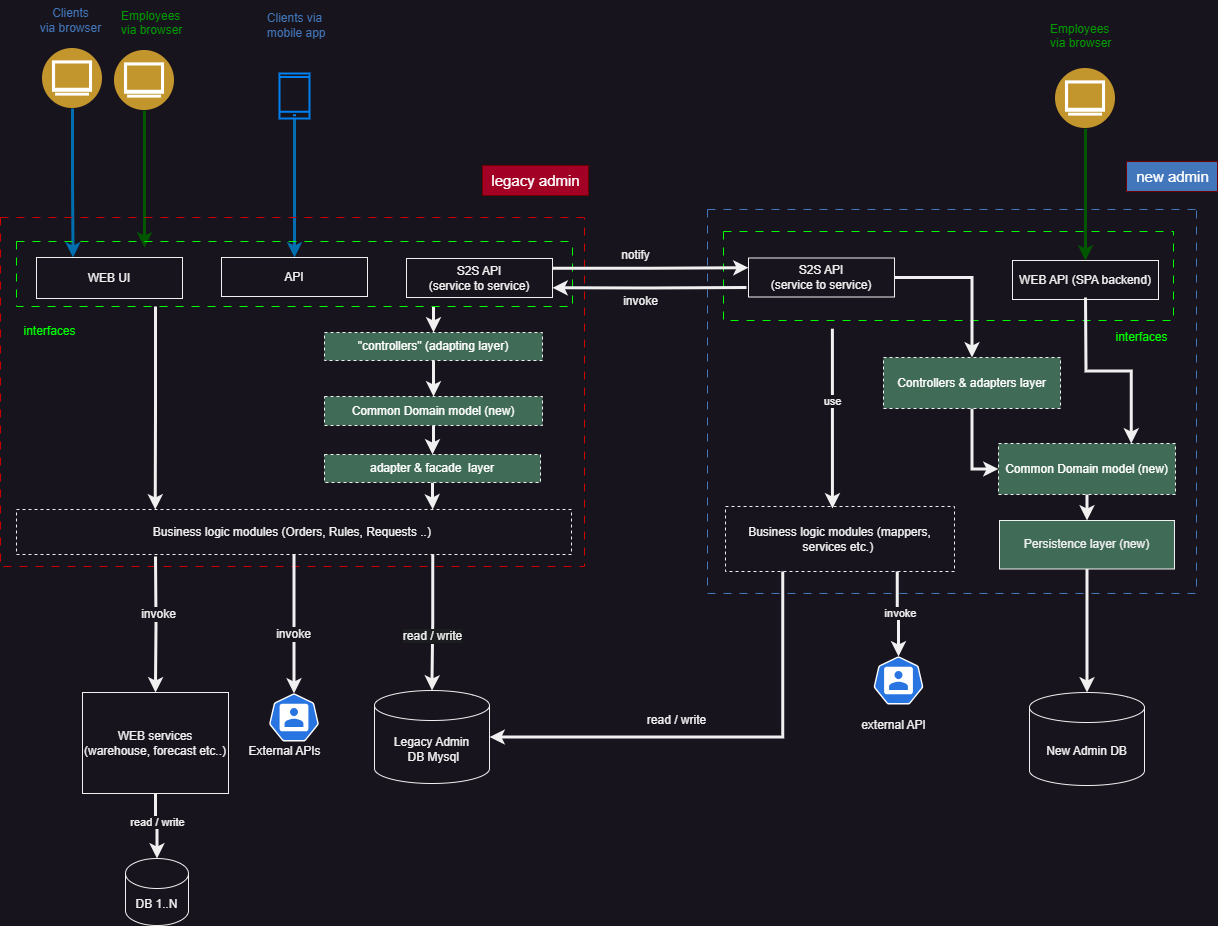 Clients
via browser
Employees
via browser
Clients via
mobile app
Employees
via browser
legacy admin
new admin
WEB UI
API
S2S API
(service to service)
notify
invoke
S2S API
(service to service)
WEB API (SPA backend)
interfaces
interfaces
"controllers" (adapting layer)
Common Domain model (new)
adapter & facade  layer
use
Controllers & adapters layer
Common Domain model (new)
Business logic modules (Orders, Rules, Requests ..)
Business logic modules (mappers,
services etc.)
Persistence layer (new)
invoke
invoke
read / write
invoke
WEB services
(warehouse, forecast etc..)
External APIs
Legacy Admin
DB Mysql
read / write
external API
New Admin DB
read / write
DB 1..N